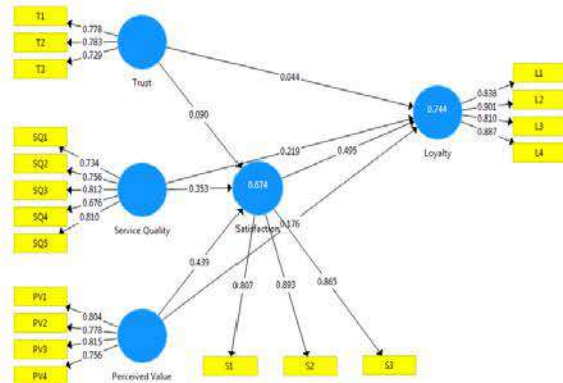 T1
T2
T3
0.778
0.783
0.729
Trust
0.044
0.090
L1
L2
L3
L4
0.838
0.901
0.810
0.887
0.744
Loyalty
SQ1
SQ2
SQ3
SQ4
SQ5
0.734
0.756
0.812
0.676
0.810
Service Quality
0.219
0.353
0.495
0.674
Satisfaction
0.176
0.439
0.807
0.893
0.865
PV1
PV2
PV3
PV4
0.804
0.778
0.815
0.756
Perceived Value
S1
S2
S3